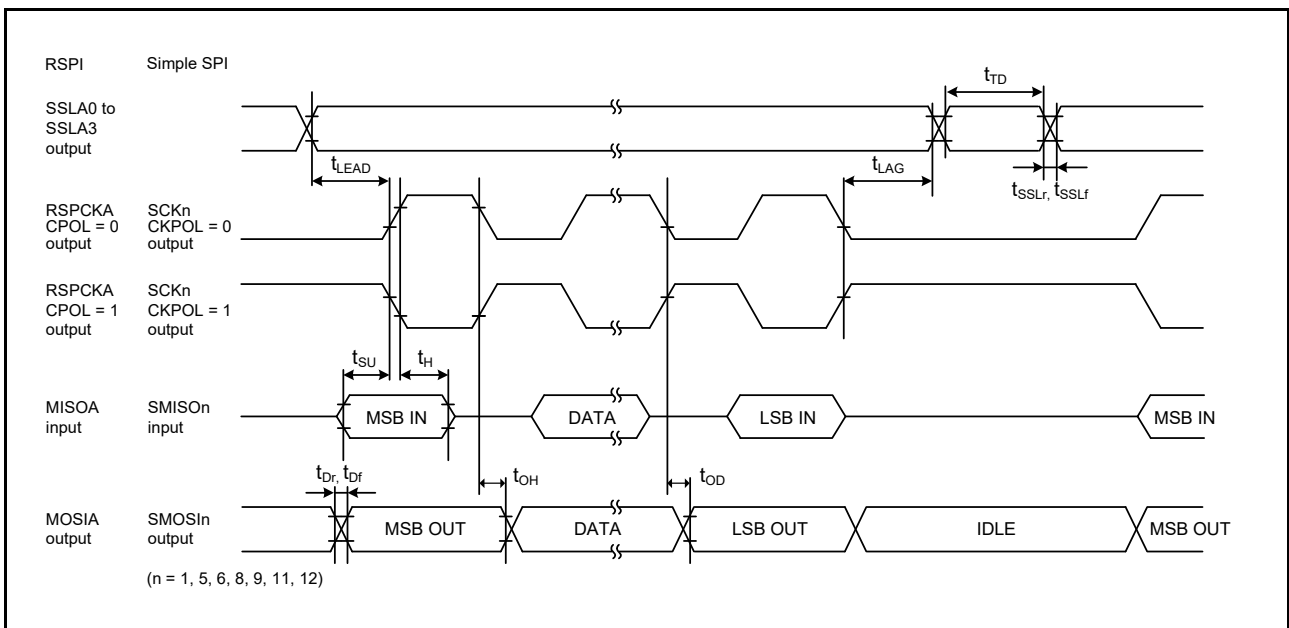 RSPI Simple SPI
tTD
SSLA0 to
SSLA3
output
tLEAD
tLAG
tSSLr, tSSLf
RSPCKA SCKn
CPOL = 0 CKPOL = 0
output output
RSPCKA SCKn
CPOL = 1 CKPOL = 1
output output
tSU tH
MISOA SMISOn
input input
MSB IN DATA LSB IN MSB IN
tDr, tDf
tOH
tOD
MOSIA SMOSIn
output output
MSB OUT DATA LSB OUT IDLE MSB OUT
(n = 1, 5, 6, 8, 9, 11, 12)